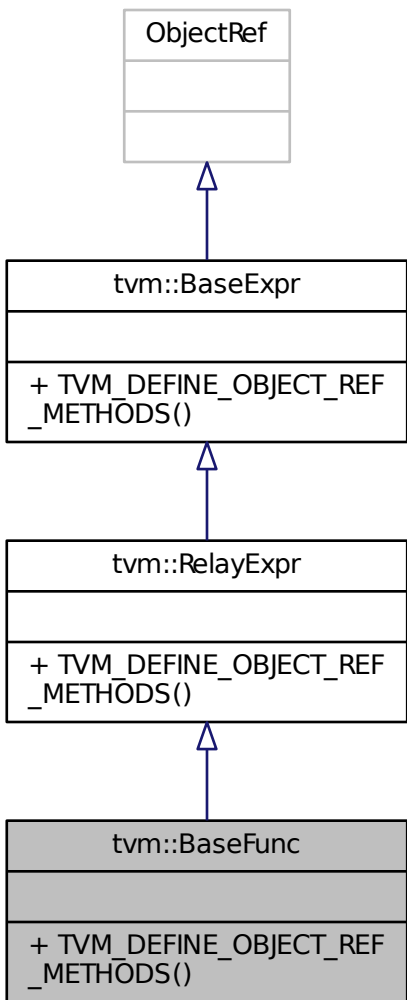 ObjectRef
tvm::BaseExpr
+ TVM_DEFINE_OBJECT_REF
_METHODS()
tvm::RelayExpr
+ TVM_DEFINE_OBJECT_REF
_METHODS()
tvm::BaseFunc
+ TVM_DEFINE_OBJECT_REF
_METHODS()